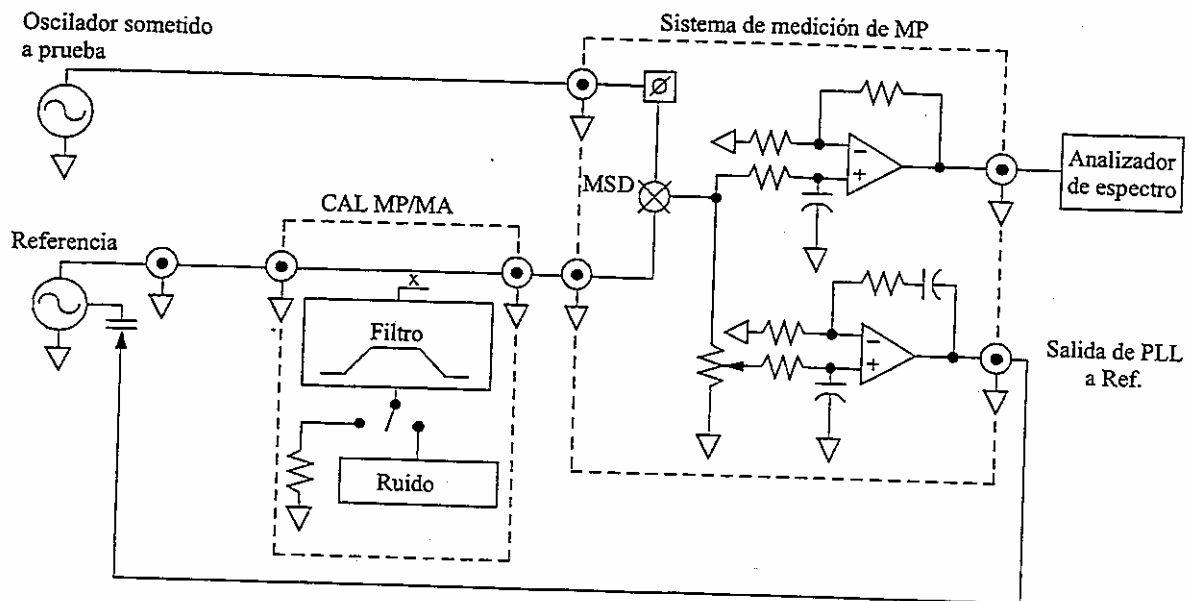 Oscilador sometido
a prueba
Sistema de medición de MP
MSD
Analizador
de espectro
CAL MP/MA
Referencia
x
Filtro
Ruido
Salida de PLL
a Ref.
ø
−
+
−
+